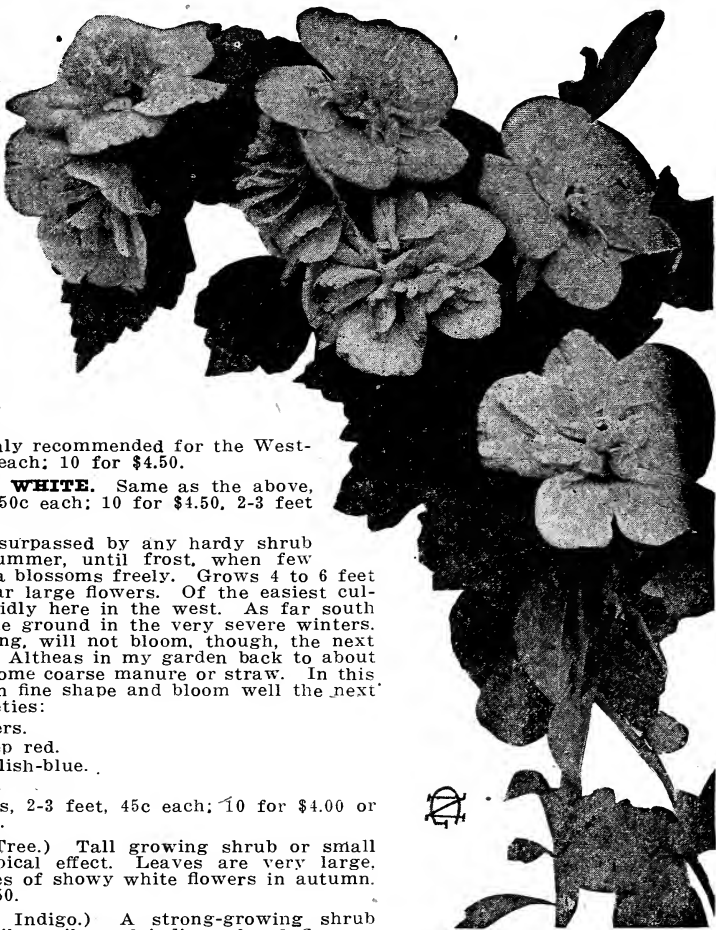 nly recommended for the West-
each; 10 for $4.50.
WHITE. Same as the above,
50c each; 10 for $4.50. 2-3 feet
surpassed by any hardy shrub
ummer, until frost, when few
a blossoms freely. Grows 4 to 6 feet
ar large flowers. Of the easiest cul-
idly here in the west. As far south
e ground in the very severe winters.
ng, will not bloom, though, the next
Altheas in my garden back to about
ome coarse manure or straw. In this
n fine shape and bloom well the next
ties:
ers.
p red.
lish-blue.
s, 2-3 feet, 45c each; 10 for $4.00 or
Tree.) Tall growing shrub or small
pical effect. Leaves are very large,
es of showy white flowers in autumn.
50.
Indigo.) A strong-growing shrub